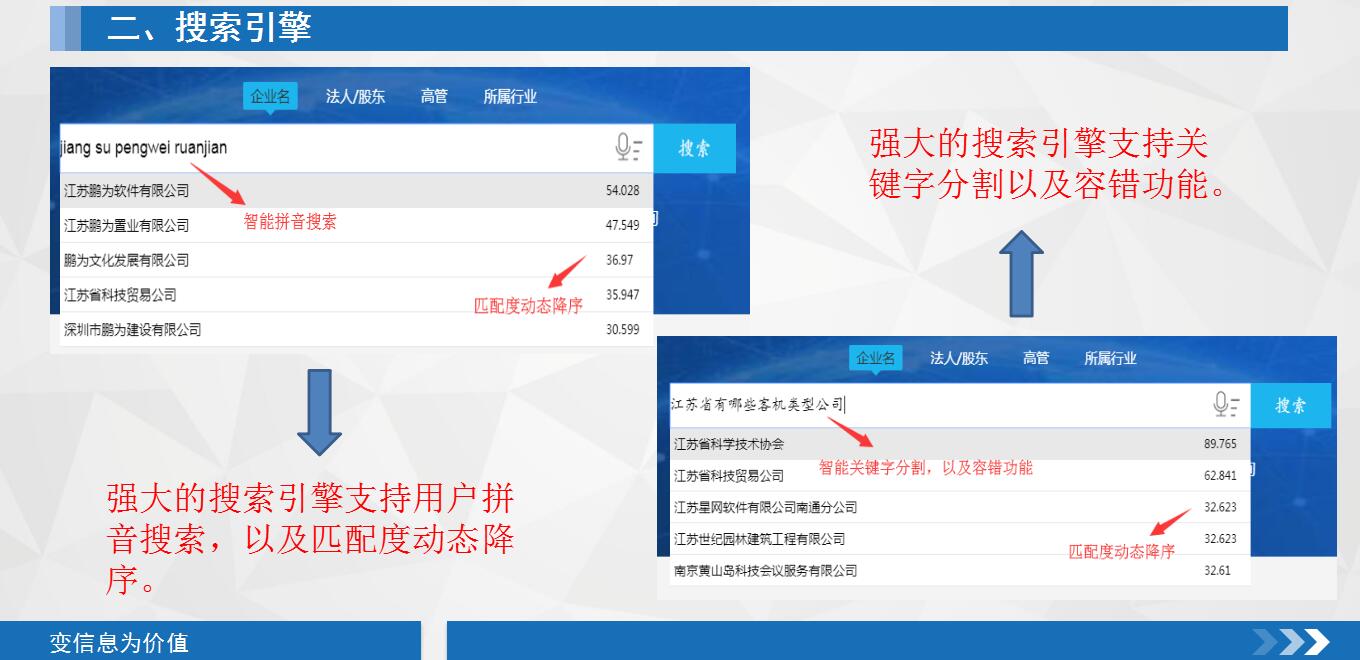 二、搜索引擎
企业名 法人/股东 高管 所属行业
jiang su pengwei ruanjian 搜索
江苏鹏为软件有限公司 54.028
智能拼音搜索
江苏鹏为置业有限公司 47.549
鹏为文化发展有限公司 36.97
江苏省科技贸易公司 35.947
匹配度动态降序
深圳市鹏为建设有限公司 30.599
强大的搜索引擎支持关
键字分割以及容错功能。
强大的搜索引擎支持用户拼
音搜索，以及匹配度动态降
序。
企业名 法人/股东 高管 所属行业
江苏省有哪些客机类型公司 搜索
江苏省科学技术协会 89.765
智能关键字分割，以及容错功能
江苏省科技贸易公司 62.841
江苏星网软件有限公司南通分公司 32.623
江苏世纪园林建筑工程有限公司 32.623
匹配度动态降序
南京黄山岛科技会议服务有限公司 32.61
变信息为价值